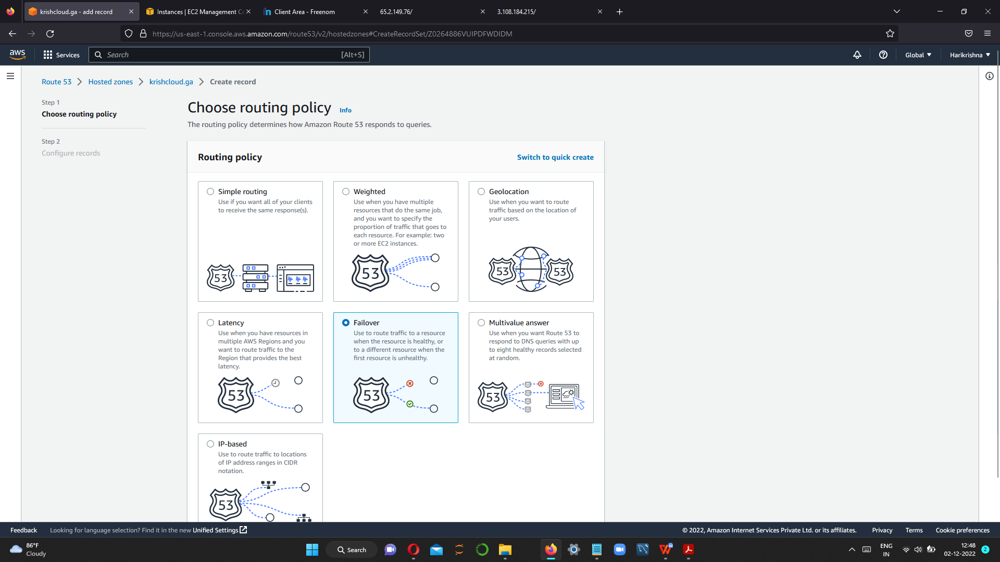 krishcloud.ga - add record
Instances | EC2 Management Co
Client Area - Freenom
65.2.149.76/
3.108.184.215/
https://us-east-1.console.aws.amazon.com/route53/v2/hostedzones#CreateRecordSet/Z0264886VUIPDFWDIDM
aws
Services
Search
[Alt+S]
Global
Harikrishna
Route 53
Hosted zones
krishcloud.ga
Create record
Step 1
Choose routing policy
Step 2
Configure records
Choose routing policy Info
The routing policy determines how Amazon Route 53 responds to queries.
Routing policy
Switch to quick create
Simple routing
Use if you want all of your clients
to receive the same response(s).
53
Weighted
Use when you have multiple
resources that do the same job,
and you want to specify the
proportion of traffic that goes to
each resource. For example: two
or more EC2 instances.
53
Geolocation
Use when you want to route
traffic based on the location of
your users.
53
53
Latency
Use when you have resources in
multiple AWS Regions and you
want to route traffic to the
Region that provides the best
latency.
53
Failover
Use to route traffic to a resource
when the resource is healthy, or
to a different resource when the
first resource is unhealthy.
53
Multivalue answer
Use when you want Route 53 to
respond to DNS queries with up
to eight healthy records selected
at random.
53
IP-based
Use to route traffic to locations
of IP address ranges in CIDR
notation.
53
Feedback
Looking for language selection? Find it in the new Unified Settings
© 2022, Amazon Internet Services Private Ltd. or its affiliates.
Privacy
Terms
Cookie preferences
86°F
Cloudy
Search
ENG
IN
12:48
02-12-2022
2